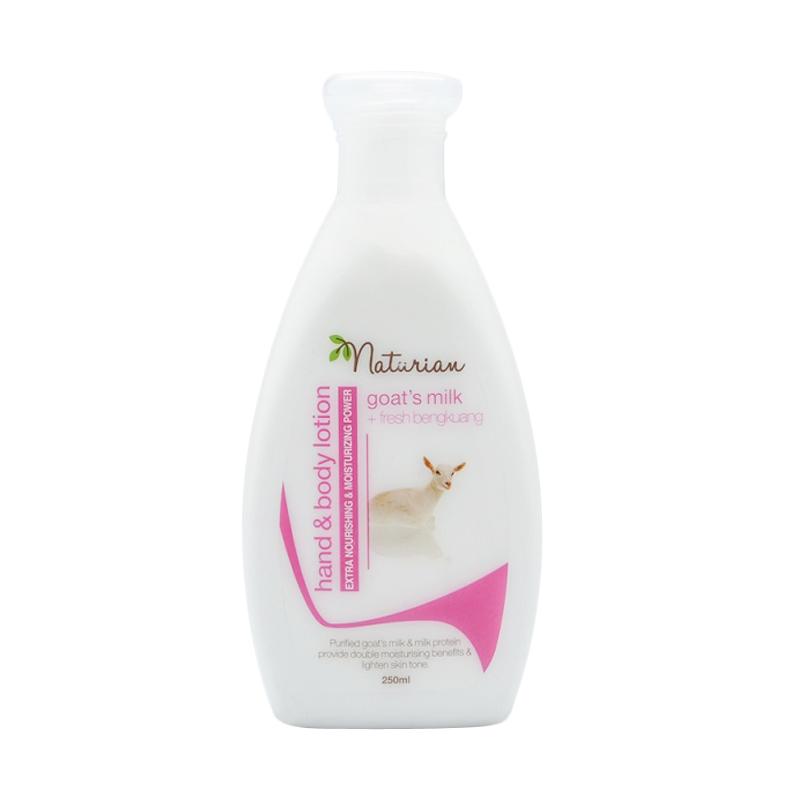 Natürian
goat's milk
+ fresh bengkuang
hand & body lotion
EXTRA NOURISHING & MOISTURIZING POWER
Purified goat's milk & milk protein
provide double moisturising benefits &
lighten skin tone.
250ml